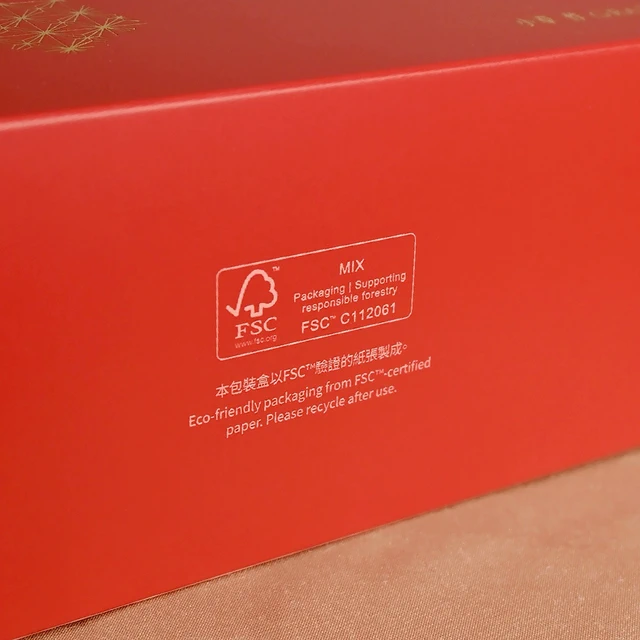 FSC™
www.fsc.org
MIX
Packaging | Supporting
responsible forestry
FSC™ C112061
本包裝盒以FSC™驗證的紙張製成。
Eco-friendly packaging from FSC™-certified
paper. Please recycle after use.